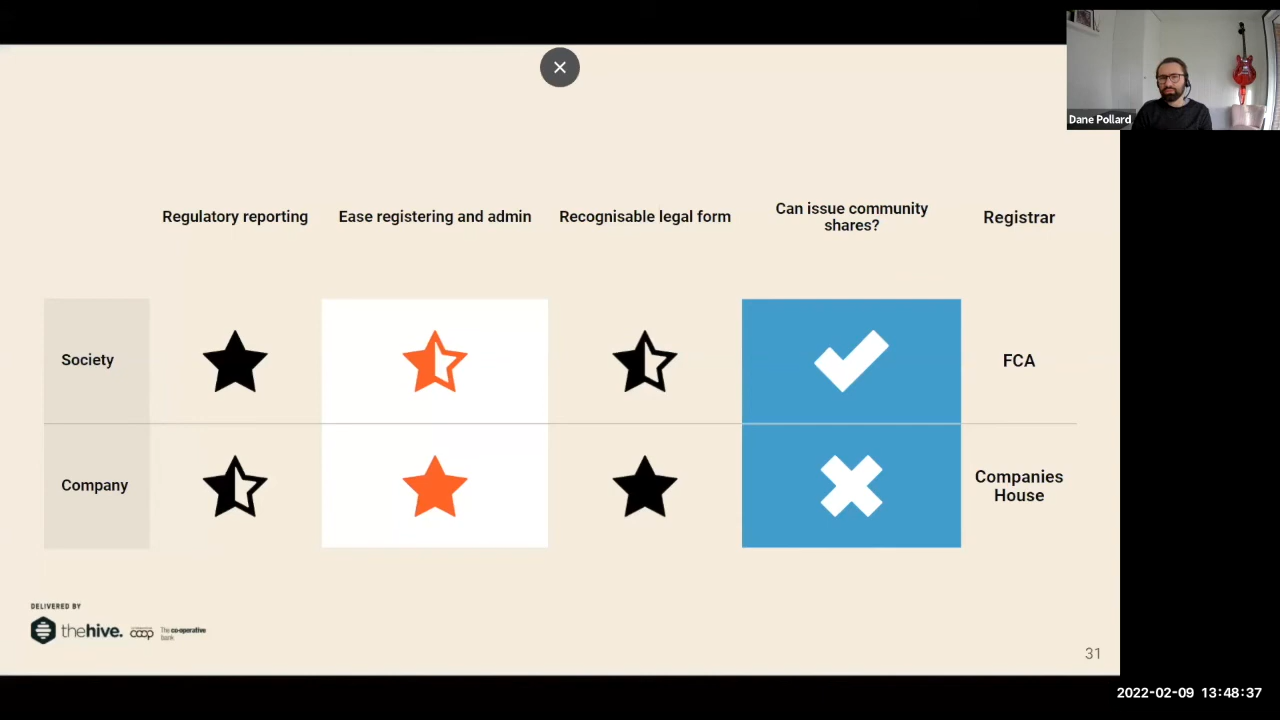 Dane Pollard
Regulatory reporting
Ease registering and admin
Recognisable legal form
Can issue community
shares?
Registrar
Society
FCA
Company
Companies
House
DELIVERED BY
thehive.
coop
The co-operative
bank
31
2022-02-09 13:48:37